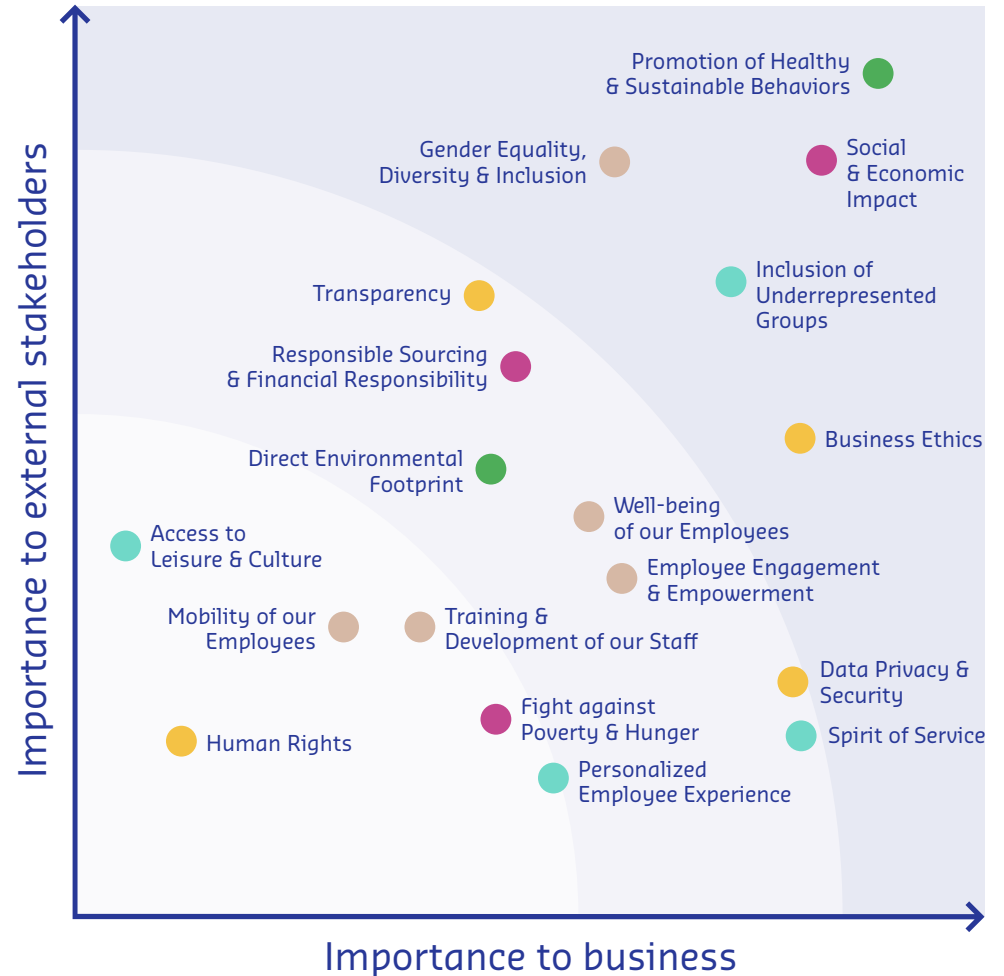 Promotion of Healthy
& Sustainable Behaviors
Gender Equality,
Diversity & Inclusion
Social
& Economic
Impact
Inclusion of
Underrepresented
Groups
Transparency
Responsible Sourcing
& Financial Responsibility
Business Ethics
Direct Environmental
Footprint
Well-being
of our Employees
Access to
Leisure & Culture
Employee Engagement
& Empowerment
Mobility of our
Employees
Training &
Development of our Staff
Data Privacy &
Security
Fight against
Poverty & Hunger
Spirit of Service
Human Rights
Personalized
Employee Experience
Importance to external stakeholders
Importance to business